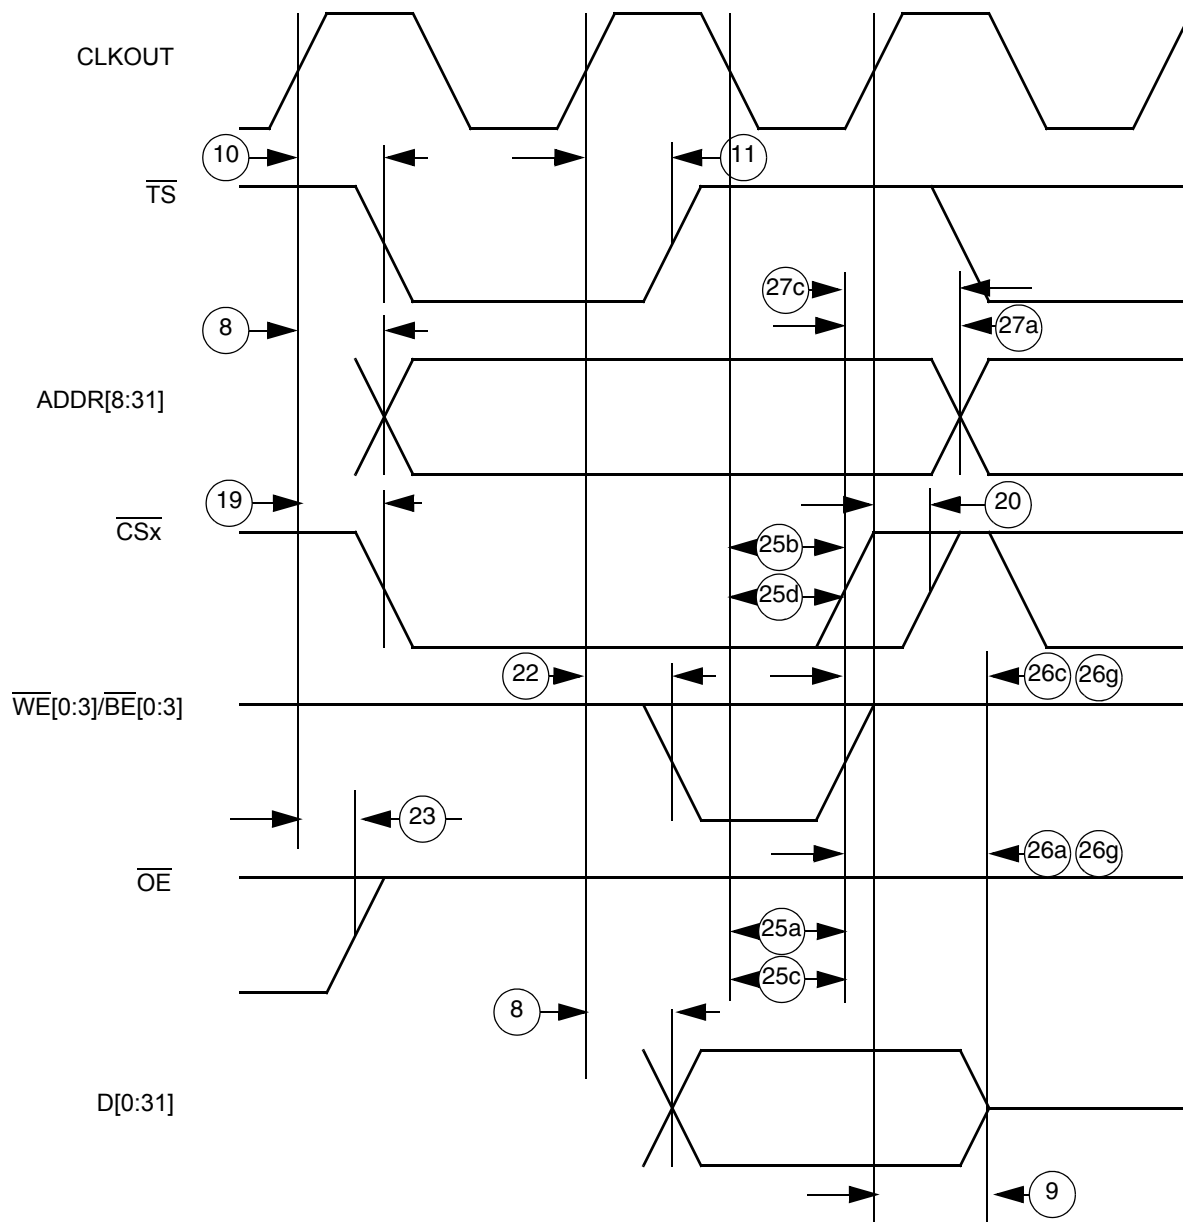 CLKOUT
10
11
TS
27c
8
27a
ADDR[8:31]
19
20
CSx
25b
25d
22
26c 26g
WE[0:3]/BE[0:3]
23
26a 26g
OE
25a
25c
8
D[0:31]
9